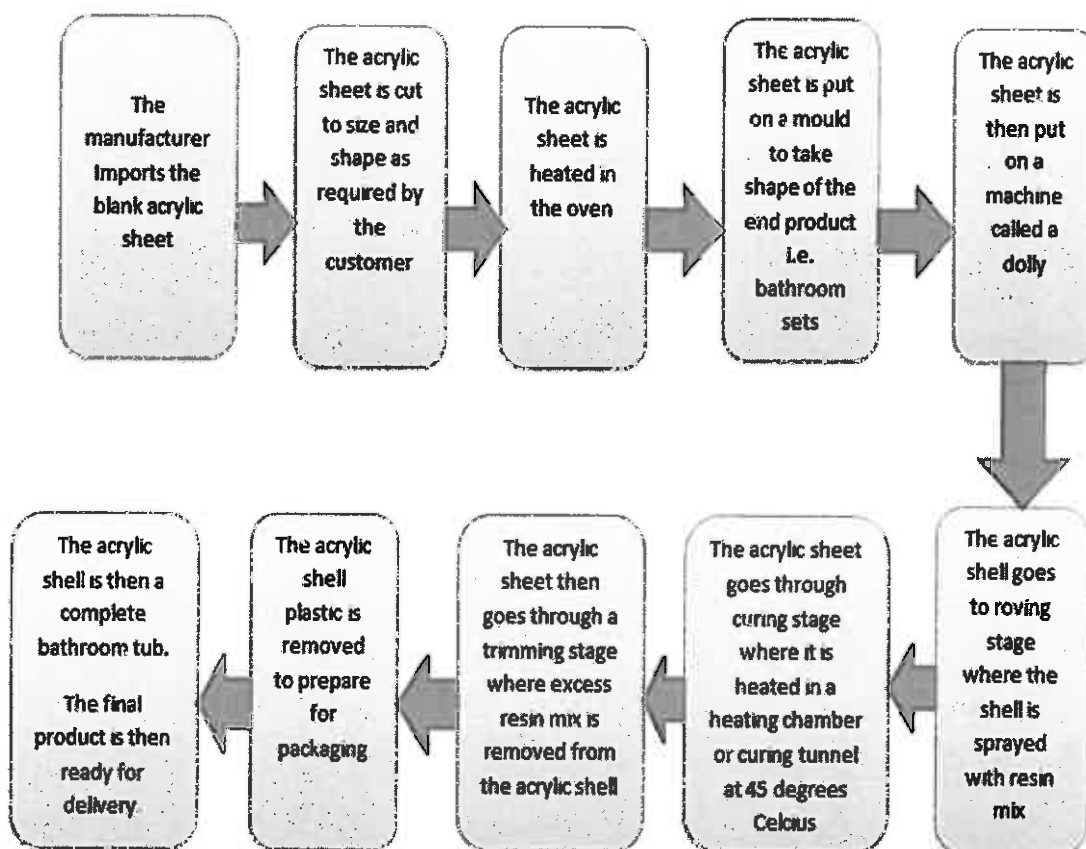 The
manufacturer
Imports the
blank acrylic
sheet
The acrylic
sheet is cut
to size and
shape as
required by
the
customer
The acrylic
sheet is
heated in
the oven
The acrylic
sheet is put
on a mould
to take
shape of the
end product
i.e.
bathroom
sets
The acrylic
sheet is
then put
on a
machine
called a
dolly
The acrylic
shell goes
to roving
stage
where the
shell is
sprayed
with resin
mix
The acrylic sheet
goes through
curing stage
where it is
heated in a
heating chamber
or curing tunnel
at 45 degrees
Celcius
The acrylic
sheet then
goes through a
trimming stage
where excess
resin mix is
removed from
the acrylic shell
The acrylic
shell
plastic is
removed
to prepare
for
packaging
The acrylic
shell is then a
complete
bathroom tub.
The final
product is then
ready for
delivery